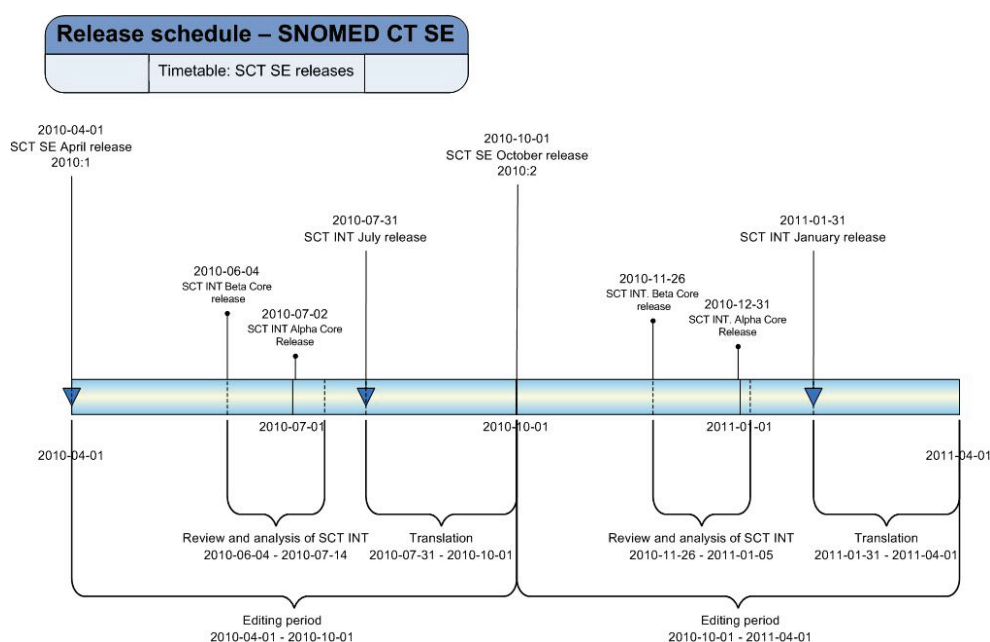 Release schedule – SNOMED CT SE
Timetable: SCT SE releases
2010-04-01
SCT SE April release
2010:1
2010-10-01
SCT SE October release
2010:2
2010-07-31
SCT INT July release
2011-01-31
SCT INT January release
2010-06-04
SCT INT Beta Core
release
2010-07-02
SCT INT Alpha Core
Release
2010-11-26
SCT INT. Beta Core
release
2010-12-31
SCT INT. Alpha Core
Release
2010-04-01
2010-07-01
2010-10-01
2011-01-01
2011-04-01
Review and analysis of SCT INT
2010-06-04 - 2010-07-14
Translation
2010-07-31 - 2010-10-01
Review and analysis of SCT INT
2010-11-26 - 2011-01-05
Translation
2011-01-31 - 2011-04-01
Editing period
2010-04-01 - 2010-10-01
Editing period
2010-10-01 - 2011-04-01